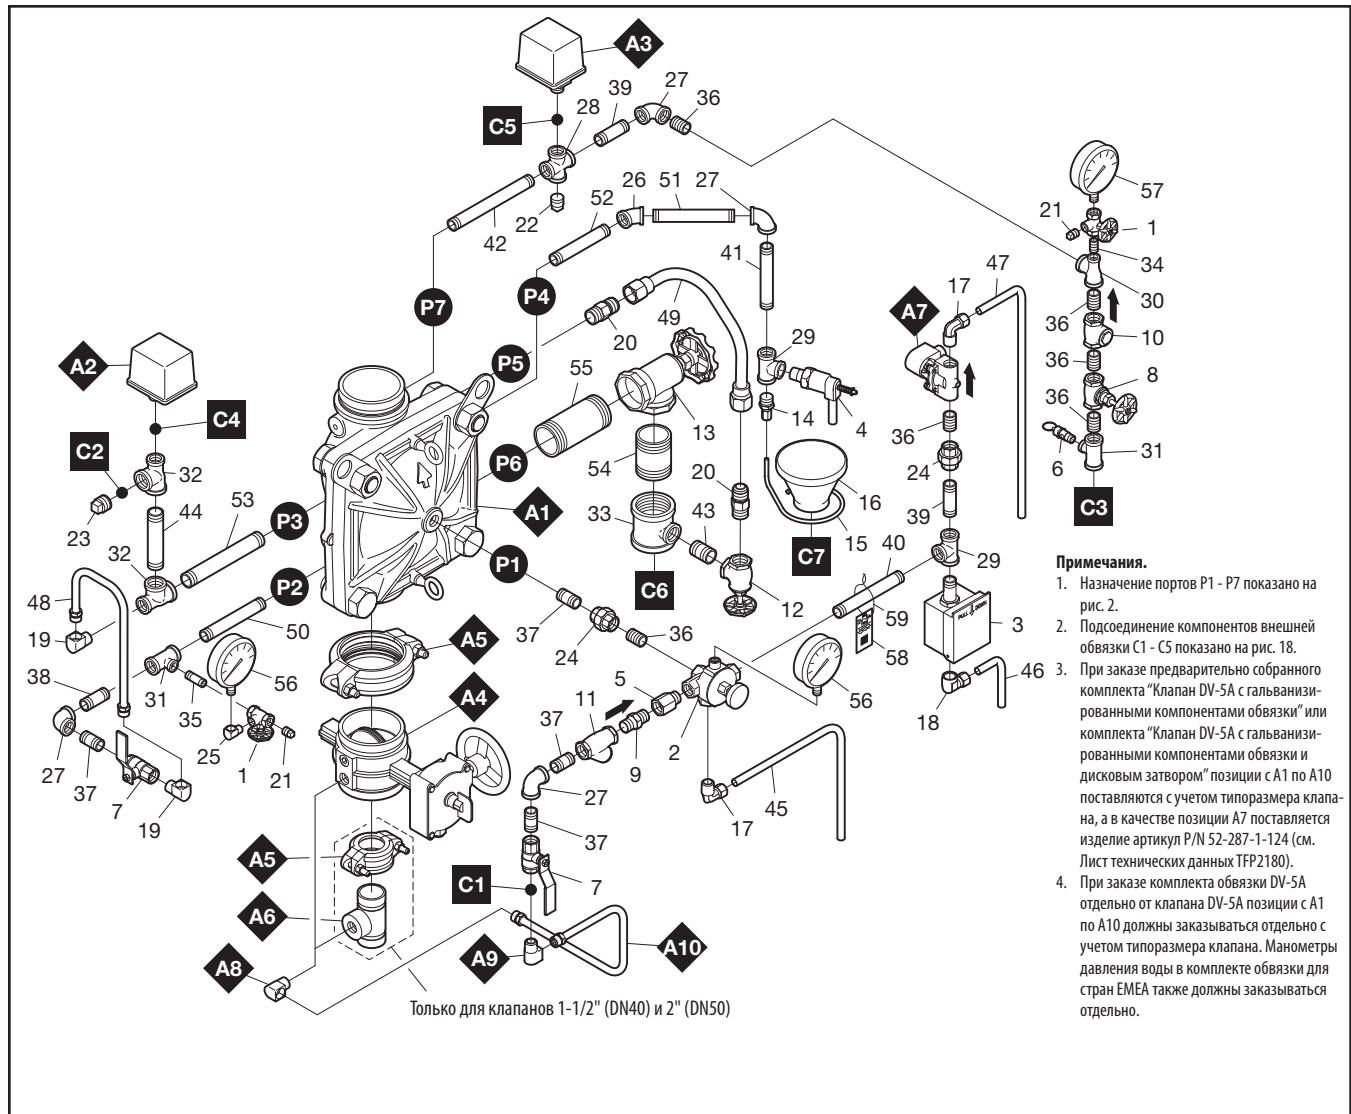 A3
27
39
36
28
C5
57
21
1
22
42
52
26
51
27
34
41
47
17
30
P7
P4
A7
36
10
49
20
P5
29
36
A2
55
8
C4
13
14
4
36
36
C2
P6
54
24
31
6
32
20
16
53
33
43
39
C3
44
A1
23
P3
15
40
29
32
P1
C7
C6
48
P2
12
59
3
19
50
37
24
36
58
A5
5
56
46
38
31
56
11
35
37
18
A4
2
25
9
27
37
1
21
27
45
7
17
19
37
A5
C1
7
A6
A9
A10
A8
PULL DOWN
Только для клапанов 1-1/2" (DN40) и 2" (DN50)
Примечания.
1. Назначение портов P1 - P7 показано на
рис. 2.
2. Подсоединение компонентов внешней
обвязки C1 - C5 показано на рис. 18.
3. При заказе предварительно собранного
комплекта “Клапан DV-5A с гальванизи-
рованными компонентами обвязки” или
комплекта “Клапан DV-5A с гальванизи-
рованными компонентами обвязки и
дисковым затвором” позиции с A1 по A10
поставляются с учетом типоразмера клапа-
на, а в качестве позиции A7 поставляется
изделие артикул P/N 52-287-1-124 (см.
Лист технических данных TFP2180).
4. При заказе комплекта обвязки DV-5A
отдельно от клапана DV-5A позиции с A1
по A10 должны заказываться отдельно с
учетом типоразмера клапана. Манометры
давления воды в комплекте обвязки для
стран EMEA также должны заказываться
отдельно.